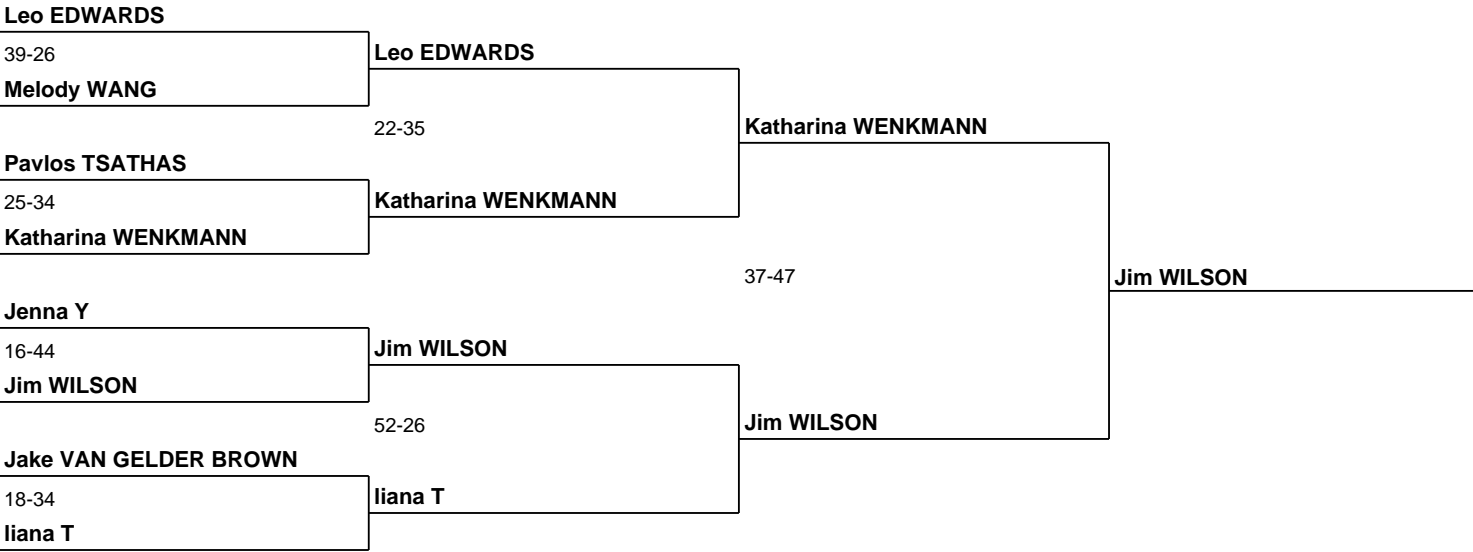 Leo EDWARDS
39-26
Leo EDWARDS
Melody WANG
22-35
Katharina WENKMANN
Pavlos TSATHAS
25-34
Katharina WENKMANN
Katharina WENKMANN
37-47
Jim WILSON
Jenna Y
16-44
Jim WILSON
Jim WILSON
52-26
Jim WILSON
Jake VAN GELDER BROWN
18-34
liana T
liana T